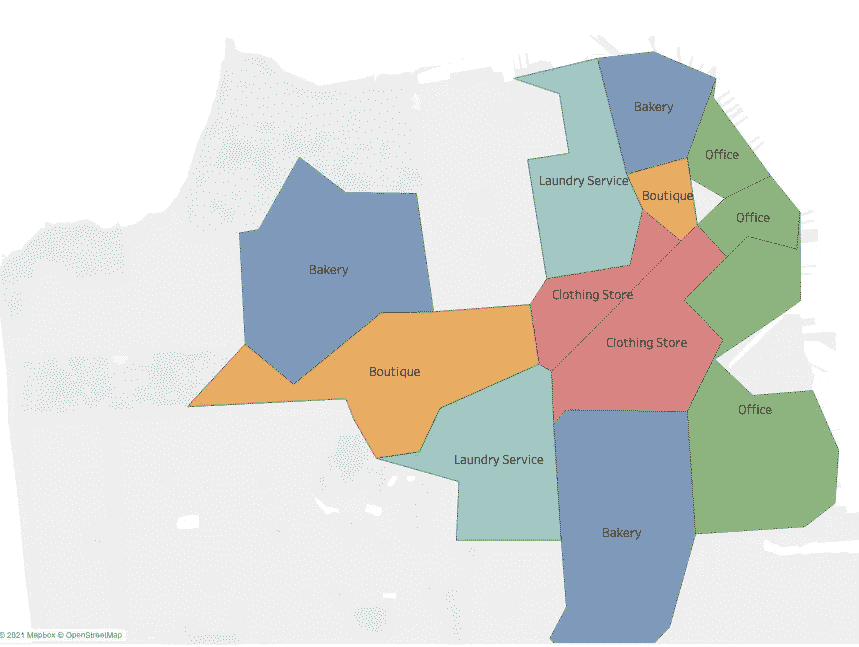 Bakery
Office
Laundry Service
Boutique
Office
Bakery
Clothing Store
Clothing Store
Boutique
Office
Laundry Service
Bakery
© 2021 Mapbox © OpenStreetMap